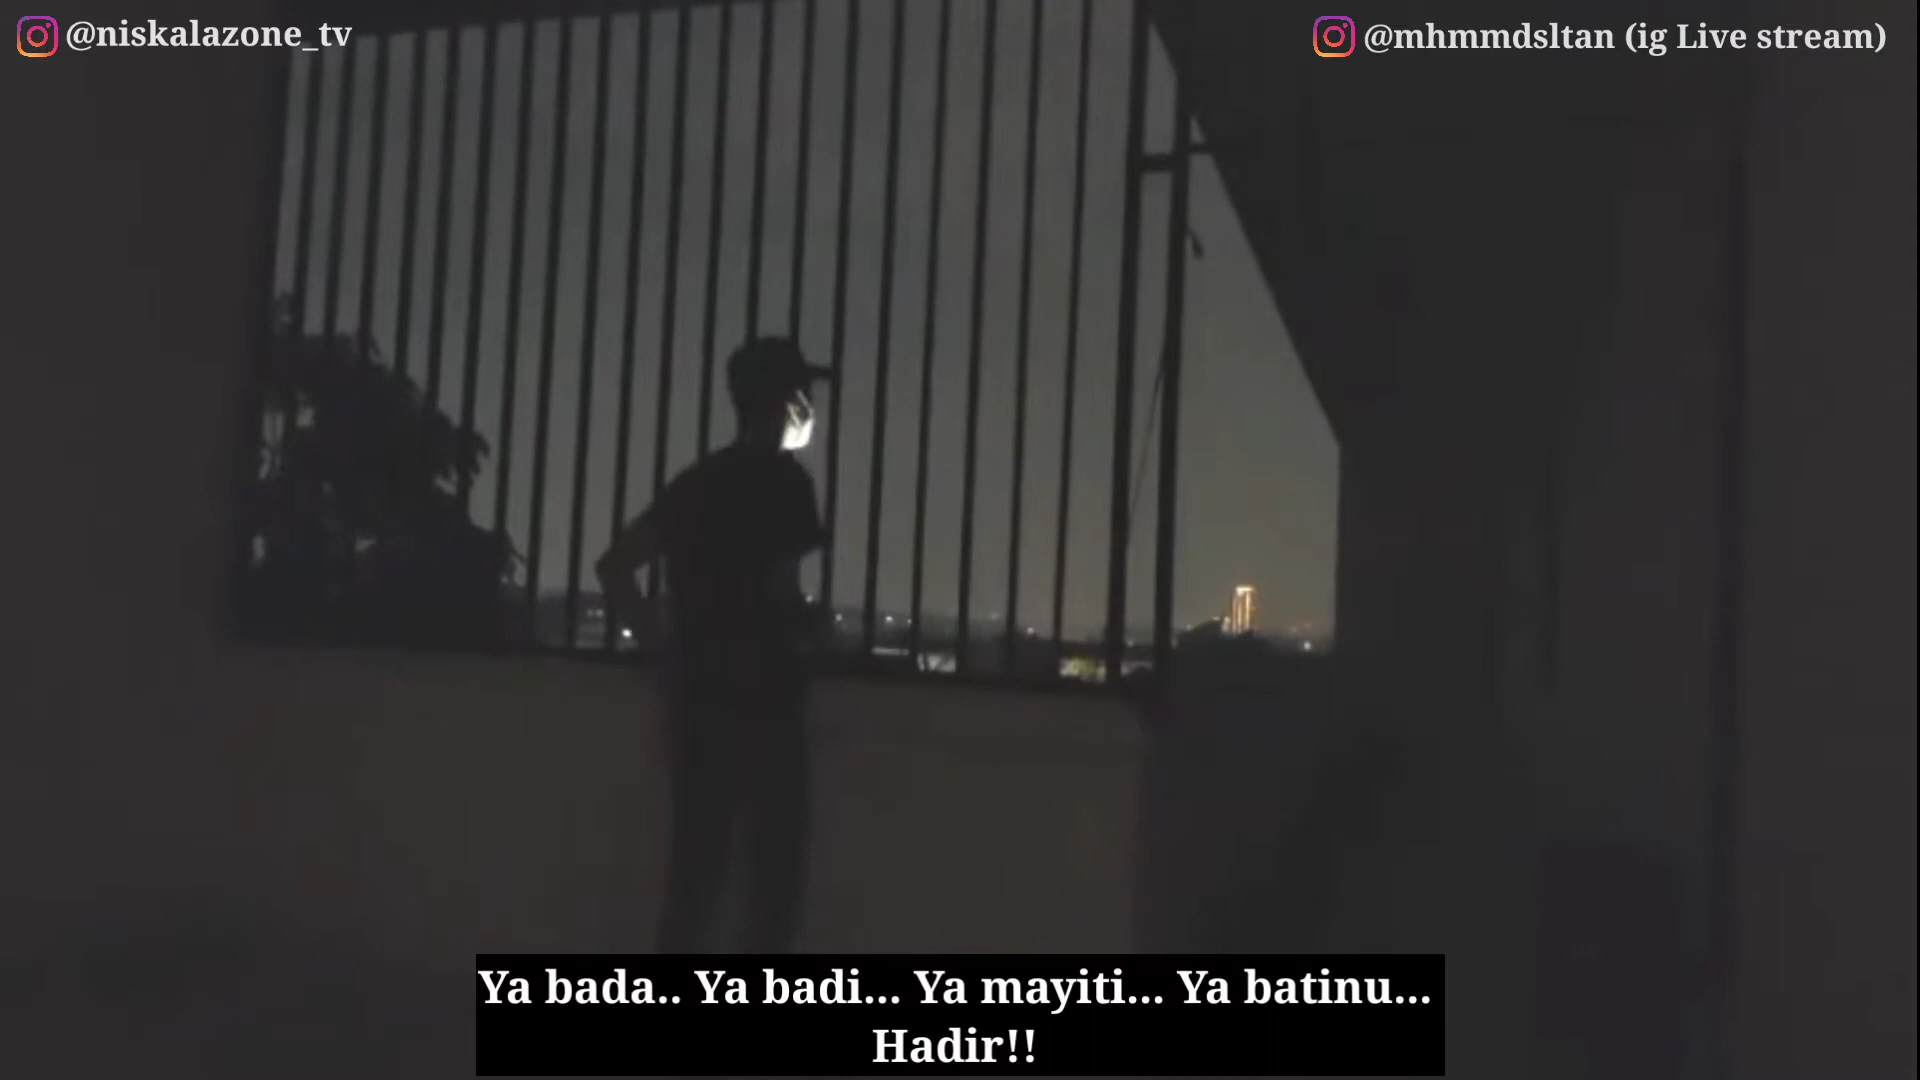 @niskalazone_tv
@mhmmdsltan (ig Live stream)
Ya bada.. Ya badi... Ya mayiti... Ya batinu...
Hadir!!